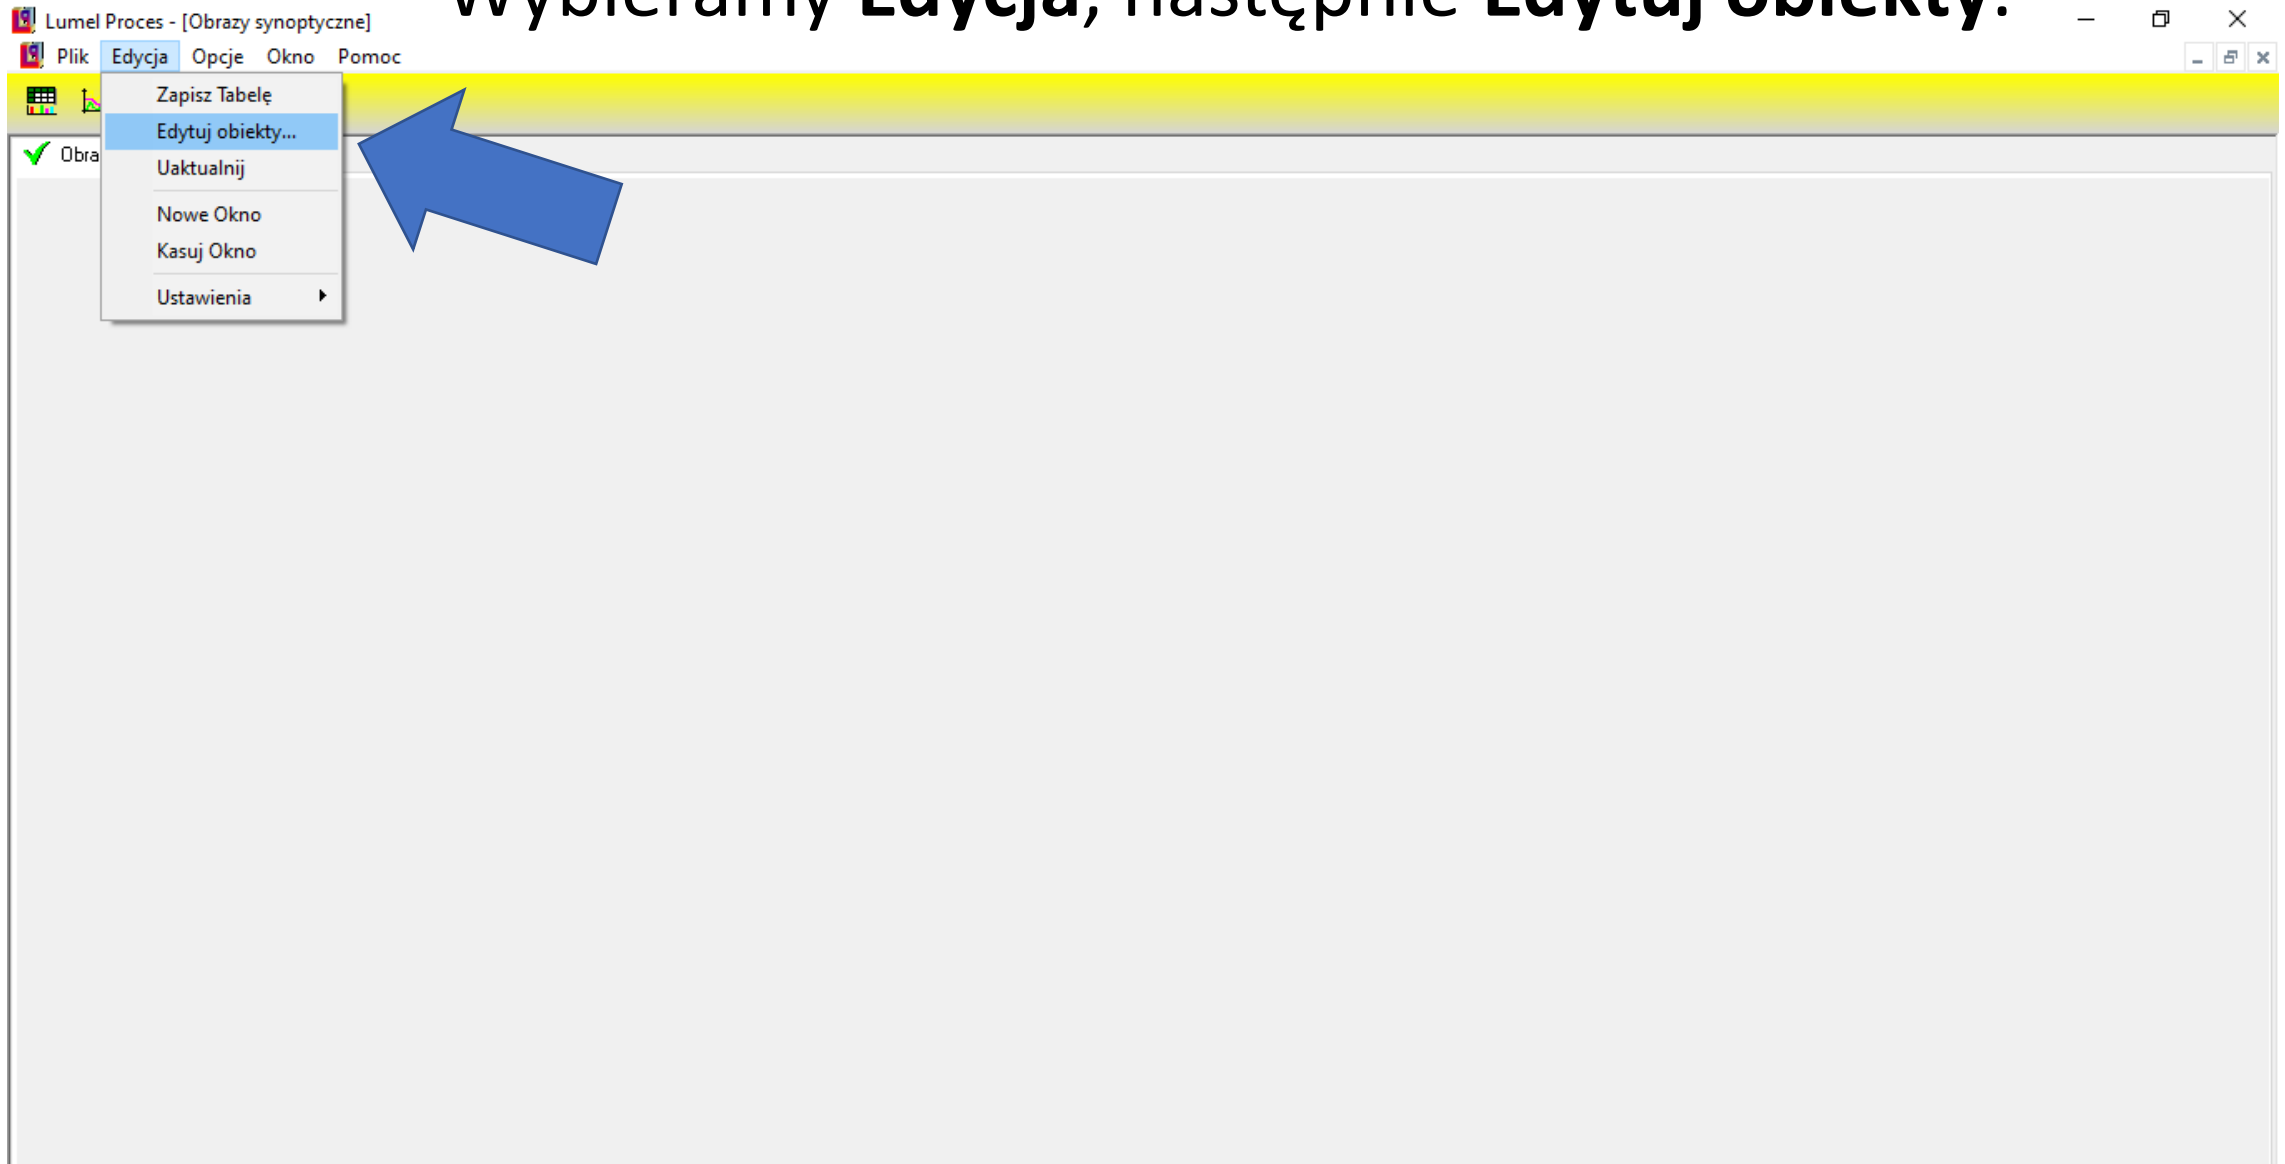 Wybieramy Edycja, następnie Edytuj obiekty.
Lumel Proces - [Obrazy synoptyczne]
Plik Edycja Opcje Okno Pomoc
Zapisz Tabelę
Edytuj obiekty...
Obra
Uaktualnij
Nowe Okno
Kasuj Okno
Ustawienia